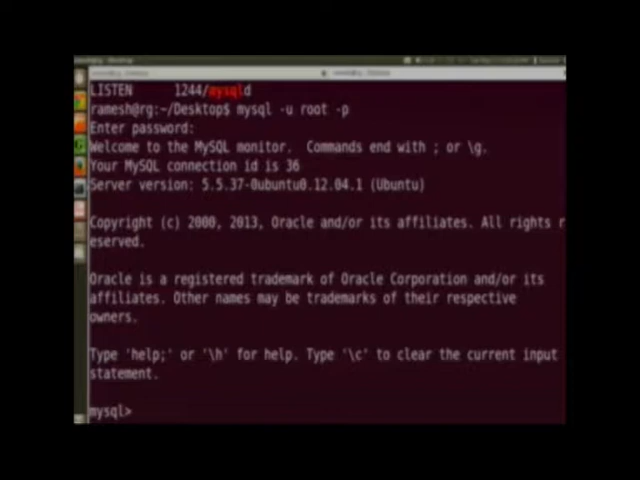 LISTEN 1244/mysqld
ramesh@rg:~/Desktop$ mysql -u root -p
Enter password:
Welcome to the MySQL monitor. Commands end with ; or \g.
Your MySQL connection id is 36
Server version: 5.5.37-0ubuntu0.12.04.1 (Ubuntu)
Copyright (c) 2000, 2013, Oracle and/or its affiliates. All rights r
eserved.
Oracle is a registered trademark of Oracle Corporation and/or its
affiliates. Other names may be trademarks of their respective
owners.
Type 'help;' or '\h' for help. Type '\c' to clear the current input
statement.
mysql>